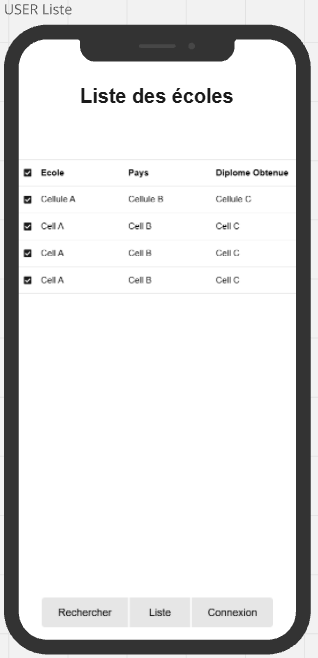 USER Liste
Liste des écoles
Ecole Pays Diplome Obtenue
Cellule A Cellule B Cellule C
Cell A Cell B Cell C
Cell A Cell B Cell C
Cell A Cell B Cell C
Rechercher Liste Connexion